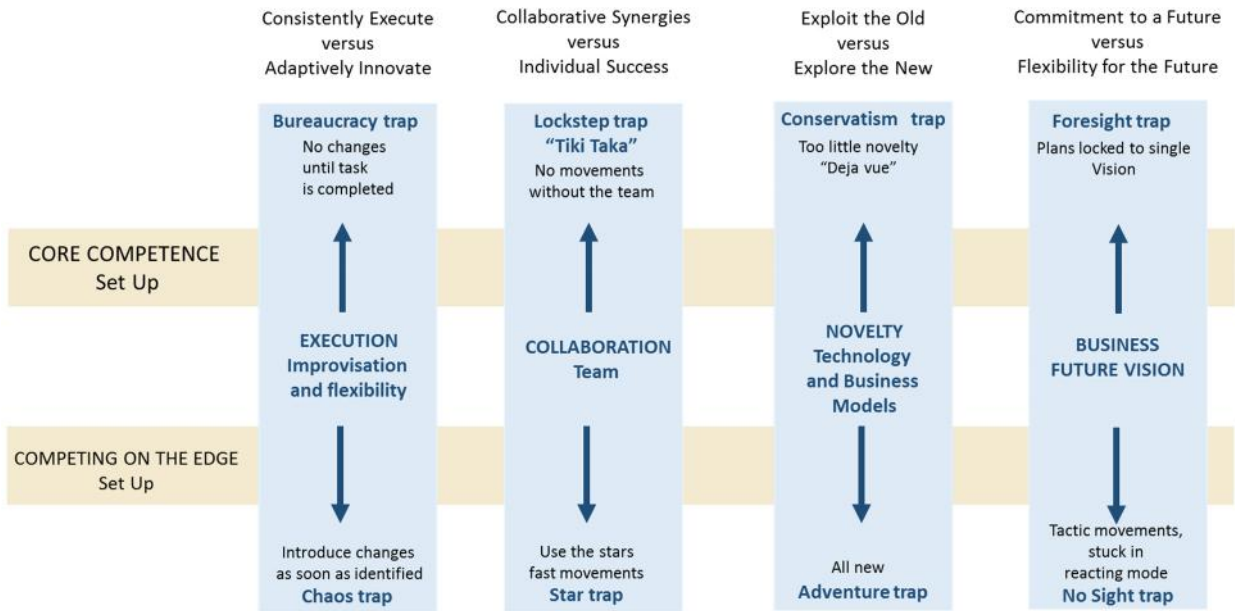 Consistently Execute
versus
Adaptively Innovate
Collaborative Synergies
versus
Individual Success
Exploit the Old
versus
Explore the New
Commitment to a Future
versus
Flexibility for the Future
Bureaucracy trap
No changes
until task
is completed
Lockstep trap
“Tiki Taka”
No movements
without the team
Conservatism trap
Too little novelty
“Deja vue”
Foresight trap
Plans locked to single
Vision
CORE COMPETENCE
Set Up
EXECUTION
Improvisation
and flexibility
COLLABORATION
Team
NOVELTY
Technology
and Business
Models
BUSINESS
FUTURE VISION
COMPETING ON THE EDGE
Set Up
Introduce changes
as soon as identified
Chaos trap
Use the stars
fast movements
Star trap
All new
Adventure trap
Tactic movements,
stuck in
reacting mode
No Sight trap